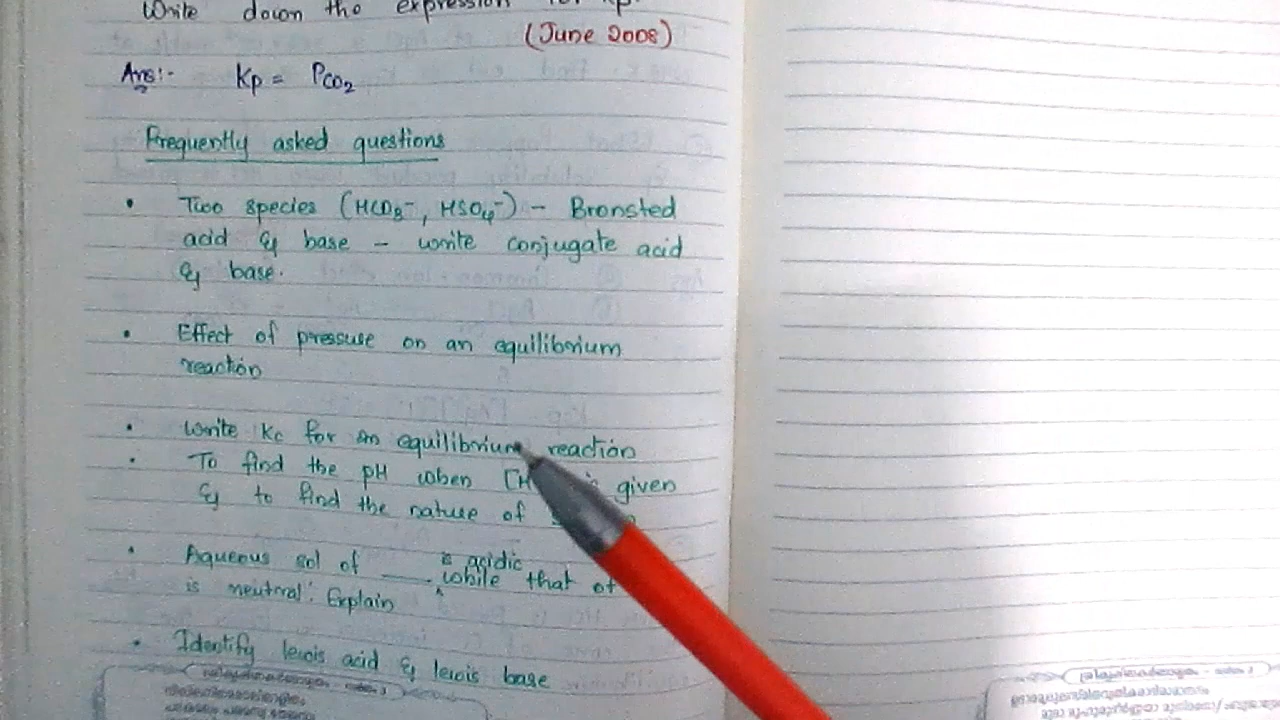 Write down the expression for Kp.
(June 2008)
Ans:- Kp = PCO2
Frequently asked questions
• Two species (HCO3-, HSO4-) - Bronsted
acid & base - write conjugate acid
& base.
• Effect of pressure on an equilibrium
reaction
• Write Kc for an equilibrium reaction
• To find the pH when [H given
& to find the nature of
• Aqueous sol of ____ is acidic
while that of
is neutral. Explain
• Identify lewis acid & lewis base